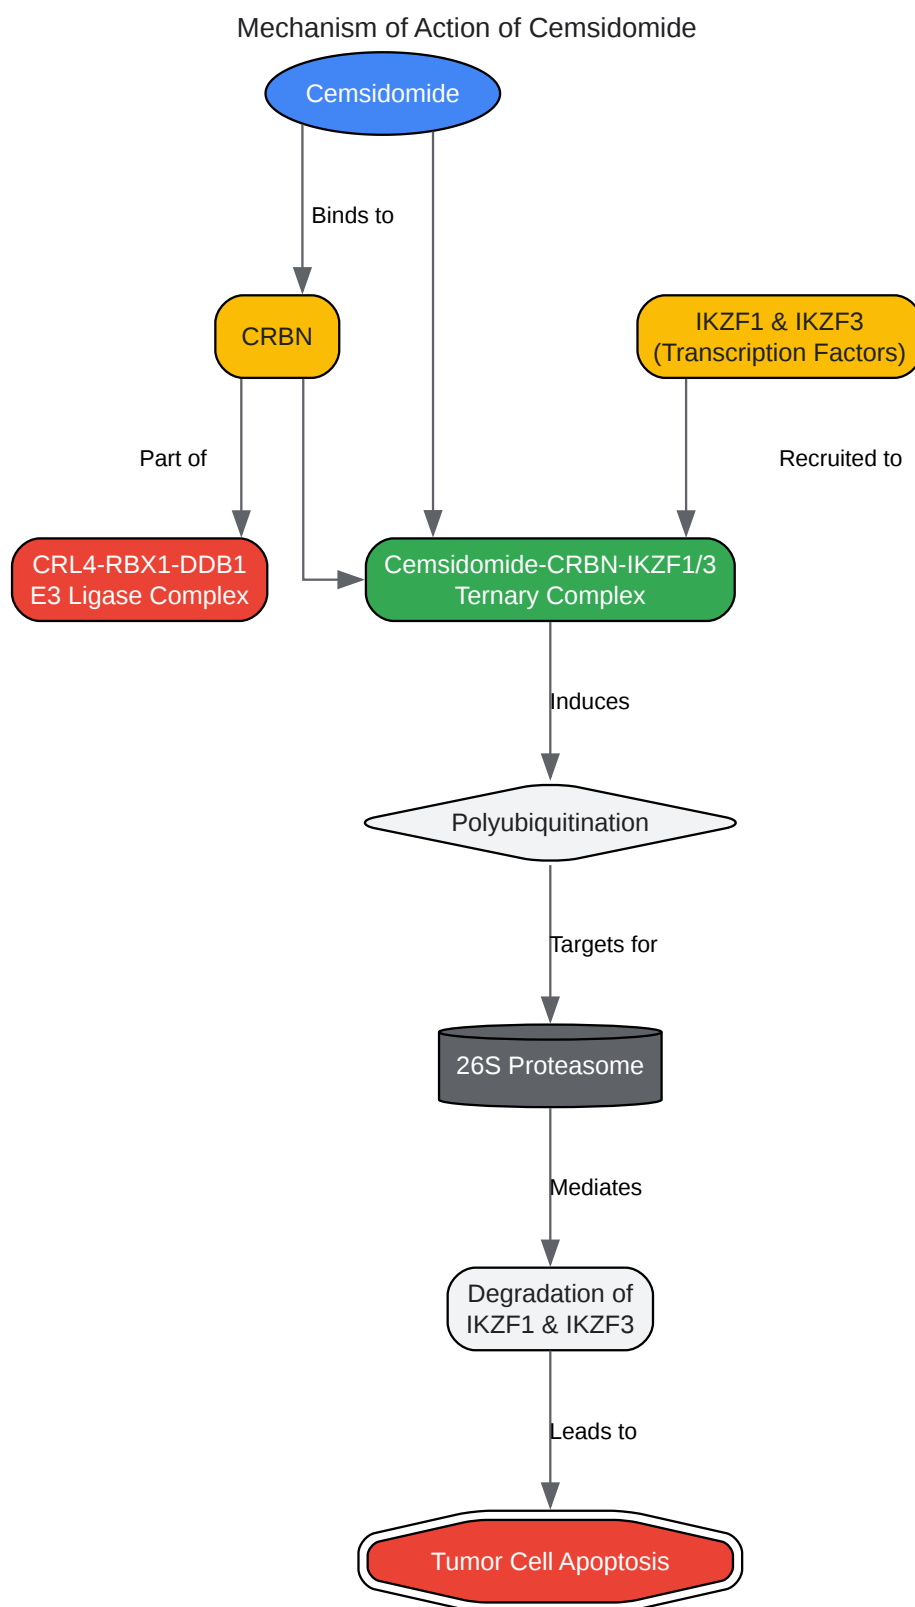 Mechanism of Action of Cemsidomide
Cemsidomide
Binds to
CRBN
IKZF1 & IKZF3
(Transcription Factors)
Part of
Recruited to
CRL4-RBX1-DDB1
E3 Ligase Complex
Cemsidomide-CRBN-IKZF1/3
Ternary Complex
Induces
Polyubiquitination
Targets for
26S Proteasome
Mediates
Degradation of
IKZF1 & IKZF3
Leads to
Tumor Cell Apoptosis